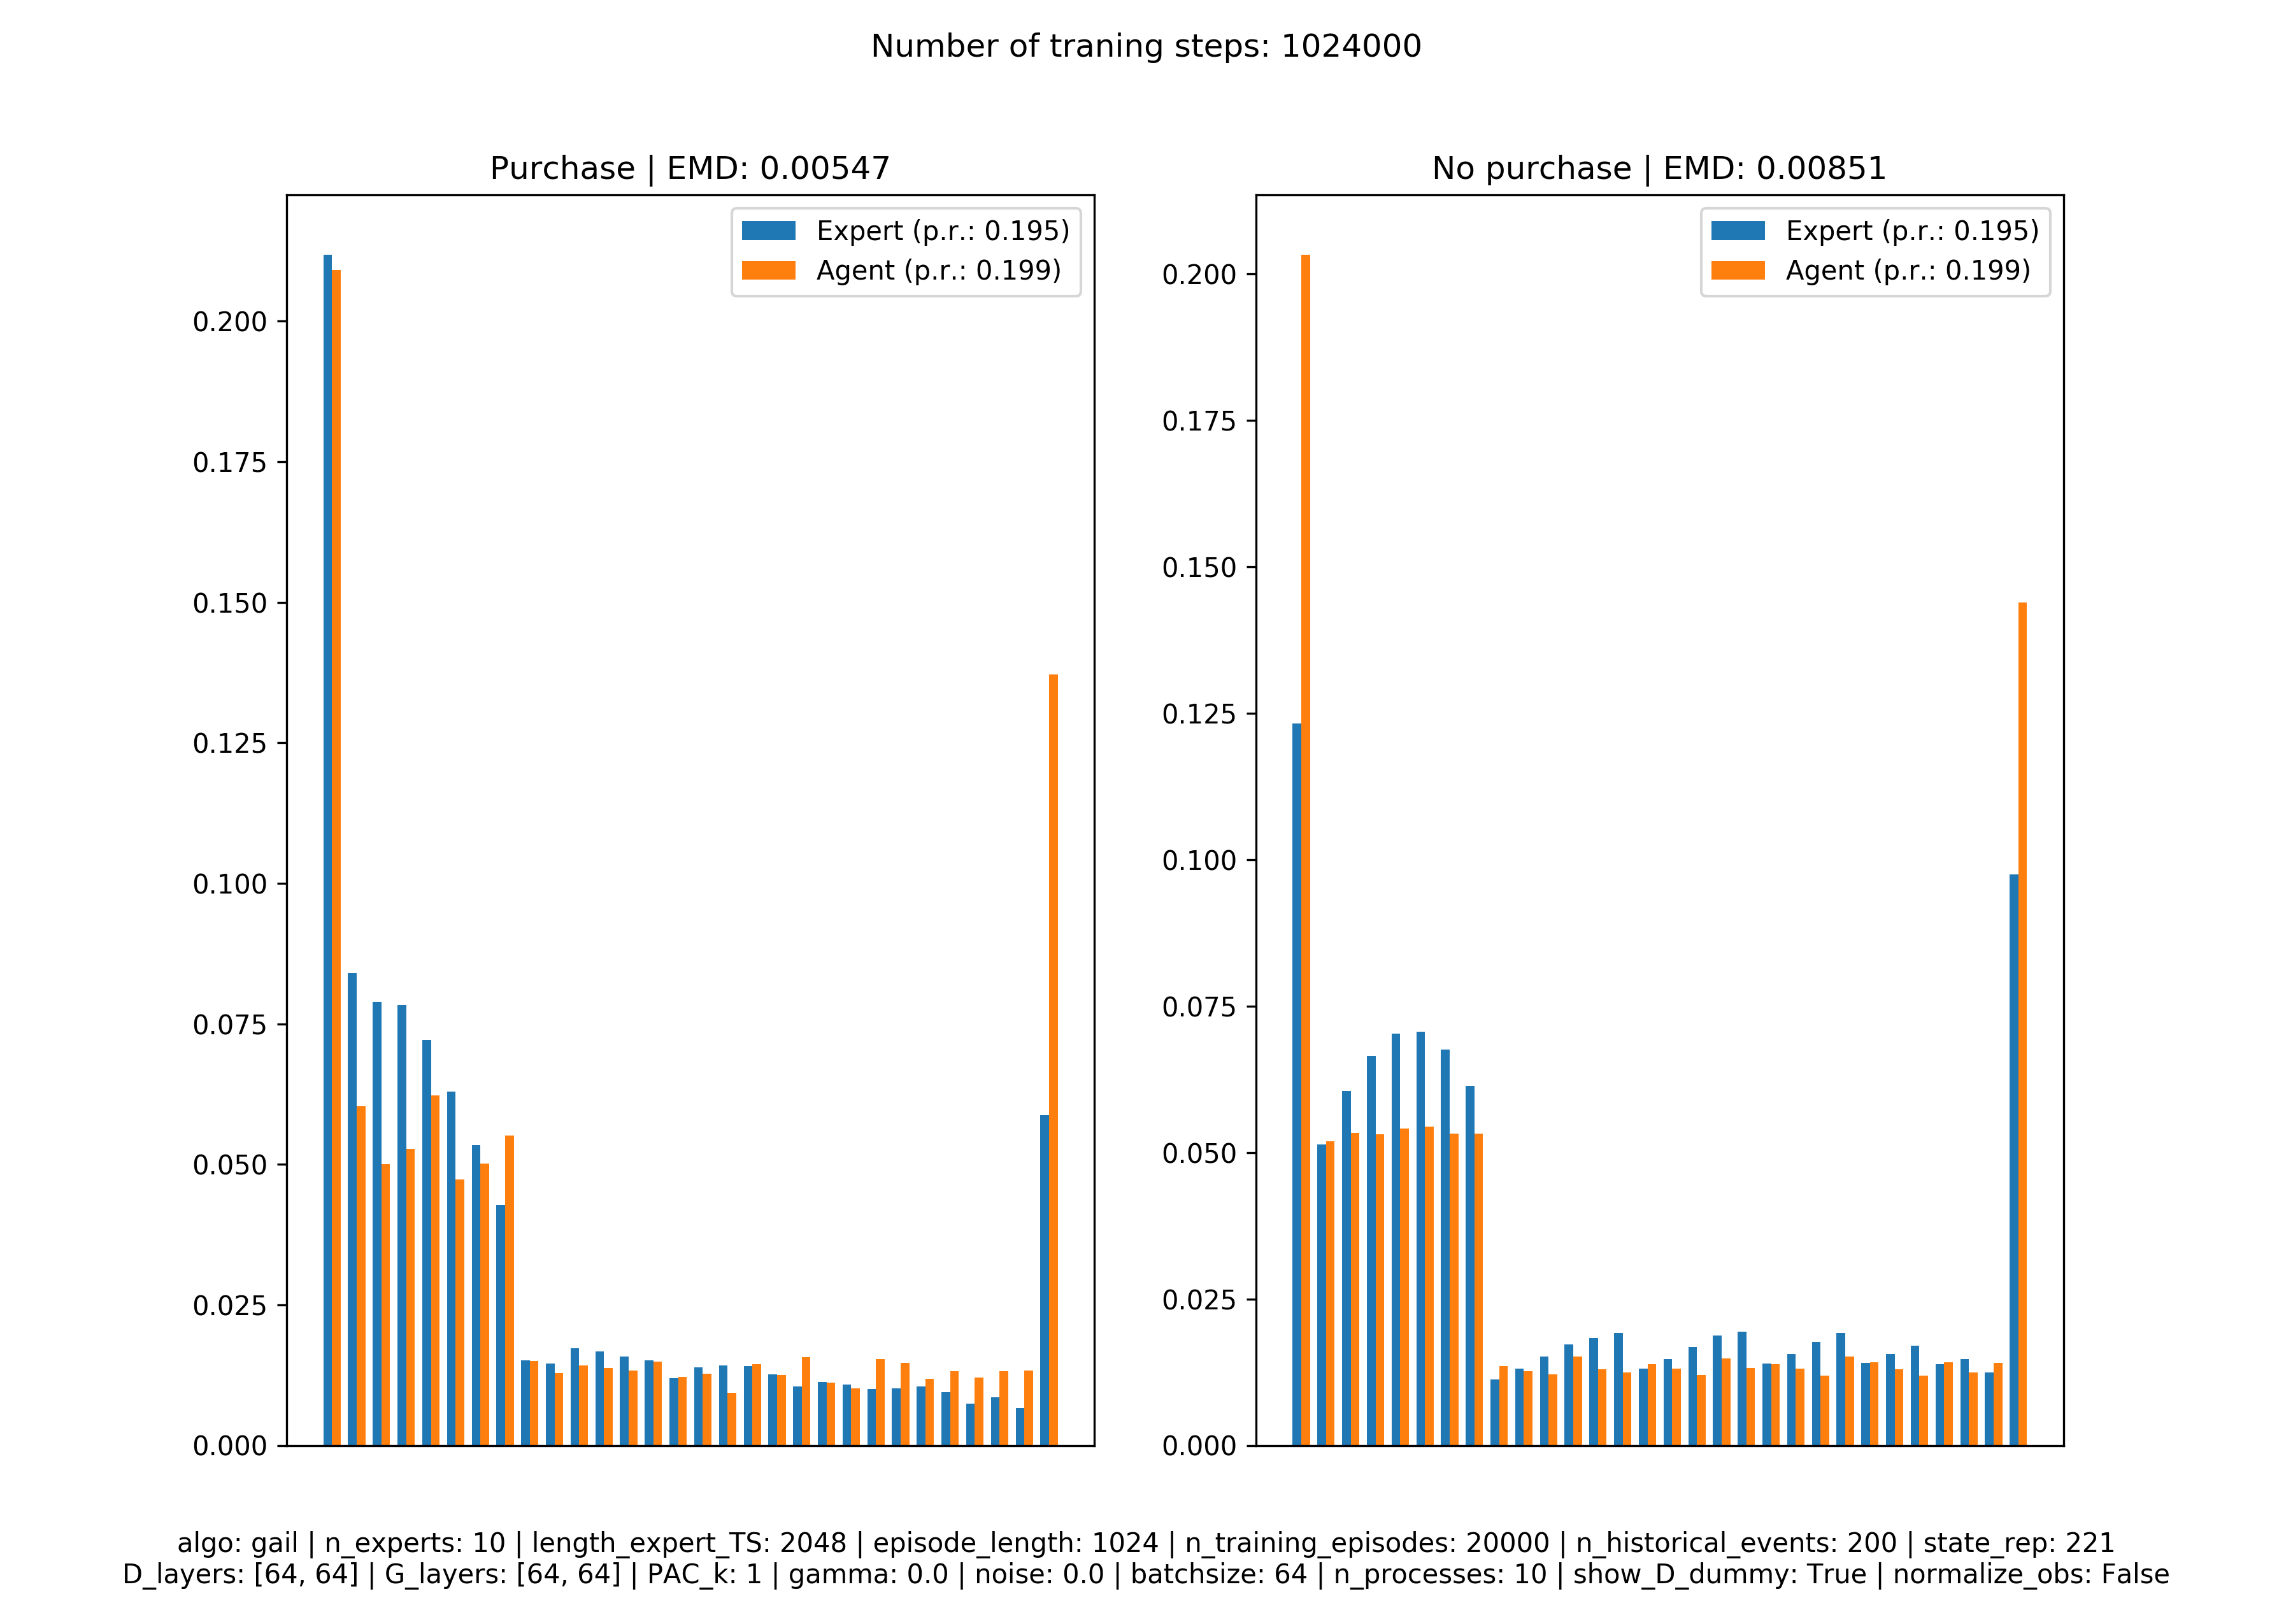 Number of traning steps: 1024000
Purchase | EMD: 0.00547
Expert (p.r.: 0.195)
Agent (p.r.: 0.199)
0.200
0.175
0.150
0.125
0.100
0.075
0.050
0.025
0.000
No purchase | EMD: 0.00851
Expert (p.r.: 0.195)
Agent (p.r.: 0.199)
0.200
0.175
0.150
0.125
0.100
0.075
0.050
0.025
0.000
algo: gail | n_experts: 10 | length_expert_TS: 2048 | episode_length: 1024 | n_training_episodes: 20000 | n_historical_events: 200 | state_rep: 221
D_layers: [64, 64] | G_layers: [64, 64] | PAC_k: 1 | gamma: 0.0 | noise: 0.0 | batchsize: 64 | n_processes: 10 | show_D_dummy: True | normalize_obs: False